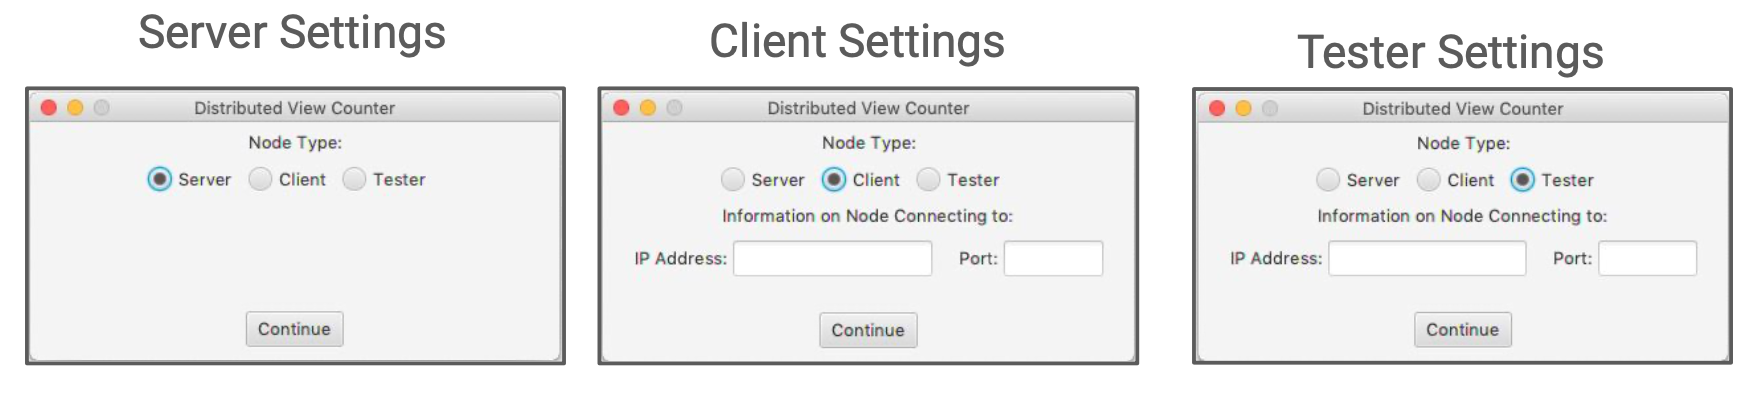 Server Settings
Distributed View Counter
Node Type:
Server Client Tester
Continue
Client Settings
Distributed View Counter
Node Type:
Server Client Tester
Information on Node Connecting to:
IP Address: Port:
Continue
Tester Settings
Distributed View Counter
Node Type:
Server Client Tester
Information on Node Connecting to:
IP Address: Port:
Continue